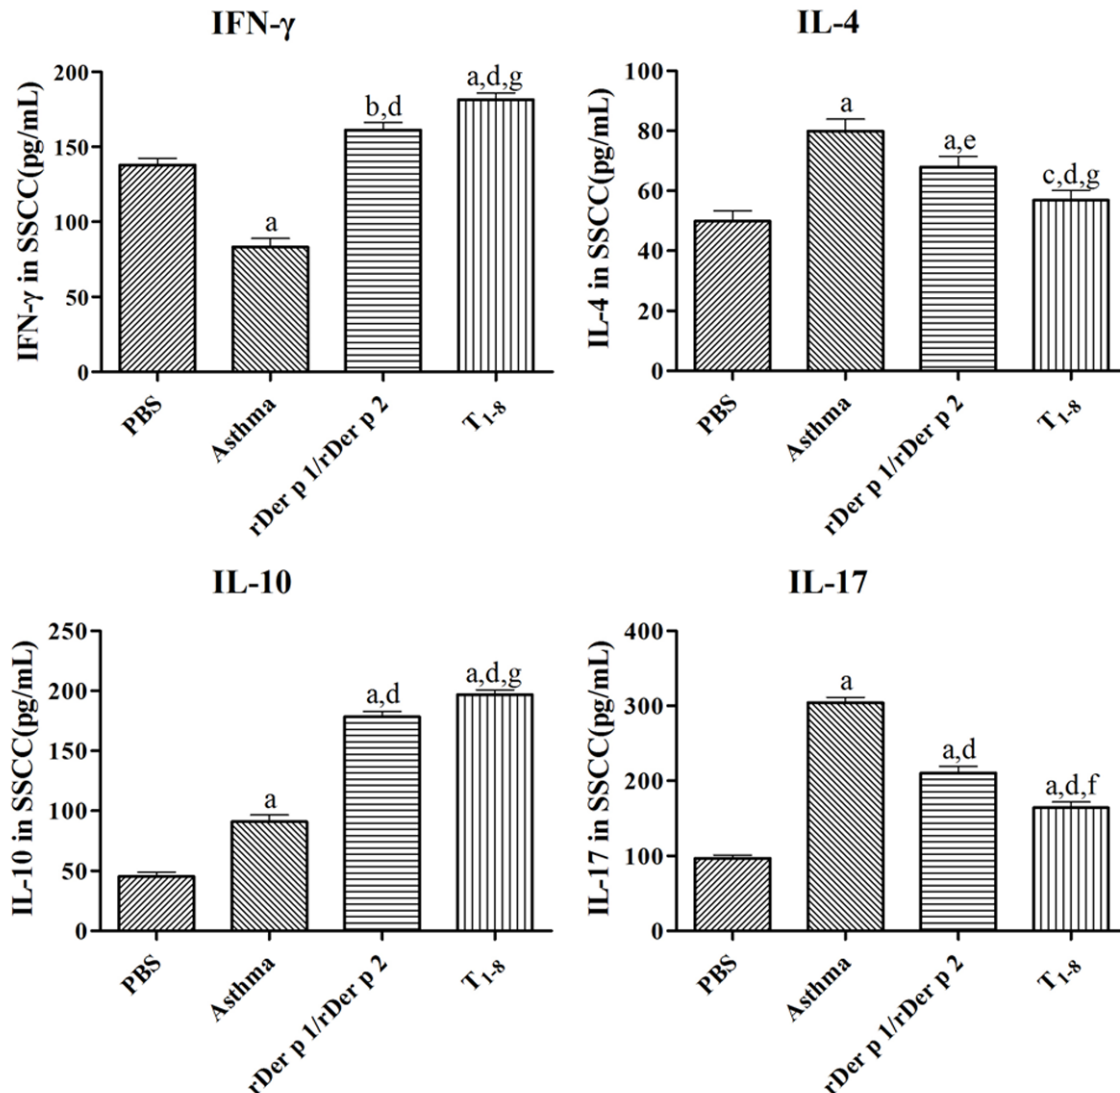 IFN-γ
IFN-γ in SSCC(pg/mL)
200
150
100
50
0
a
b,d
a,d,g
PBS
Asthma
rDer p 1/rDer p 2
T1-8
IL-4
IL-4 in SSCC(pg/mL)
100
80
60
40
20
0
a
a,e
c,d,g
PBS
Asthma
rDer p 1/rDer p 2
T1-8
IL-10
IL-10 in SSCC(pg/mL)
250
200
150
100
50
0
a
a,d
a,d,g
PBS
Asthma
rDer p 1/rDer p 2
T1-8
IL-17
IL-17 in SSCC(pg/mL)
400
300
200
100
0
a
a,d
a,d,f
PBS
Asthma
rDer p 1/rDer p 2
T1-8